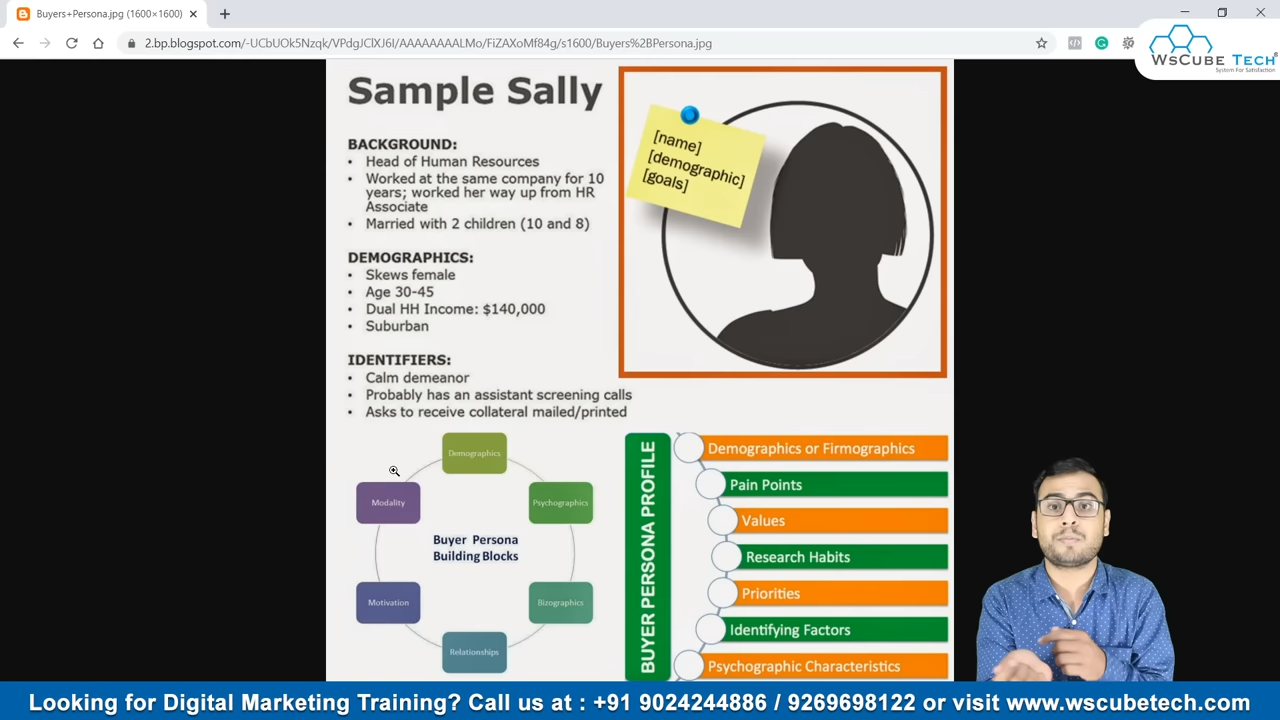 Buyers+Persona.jpg (1600×1600)
2.bp.blogspot.com/-UCbUOk5Nzqk/VPdgJClXJ6I/AAAAAAAALMo/FiZAXoMf84g/s1600/Buyers%2BPersona.jpg
WsCube Tech
System For Satisfaction
Sample Sally
[name]
[demographic]
[goals]
BACKGROUND:
• Head of Human Resources
• Worked at the same company for 10
years; worked her way up from HR
Associate
• Married with 2 children (10 and 8)
DEMOGRAPHICS:
• Skews female
• Age 30-45
• Dual HH Income: $140,000
• Suburban
IDENTIFIERS:
• Calm demeanor
• Probably has an assistant screening calls
• Asks to receive collateral mailed/printed
Demographics
Psychographics
Bizographics
Relationships
Motivation
Modality
Buyer Persona
Building Blocks
BUYER PERSONA PROFILE
Demographics or Firmographics
Pain Points
Values
Research Habits
Priorities
Identifying Factors
Psychographic Characteristics
Looking for Digital Marketing Training? Call us at : +91 9024244886 / 9269698122 or visit www.wscubetech.com